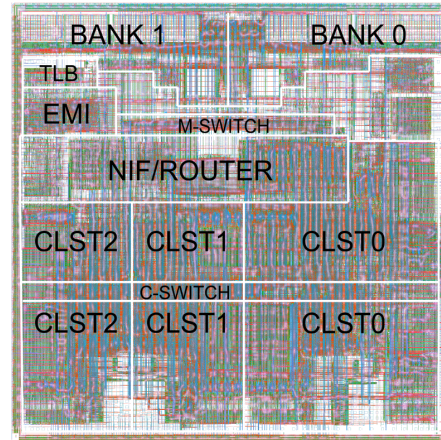 BANK 1 BANK 0
TLB
EMI
M-SWITCH
NIF/ROUTER
CLST2 CLST1 CLST0
C-SWITCH
CLST2 CLST1 CLST0